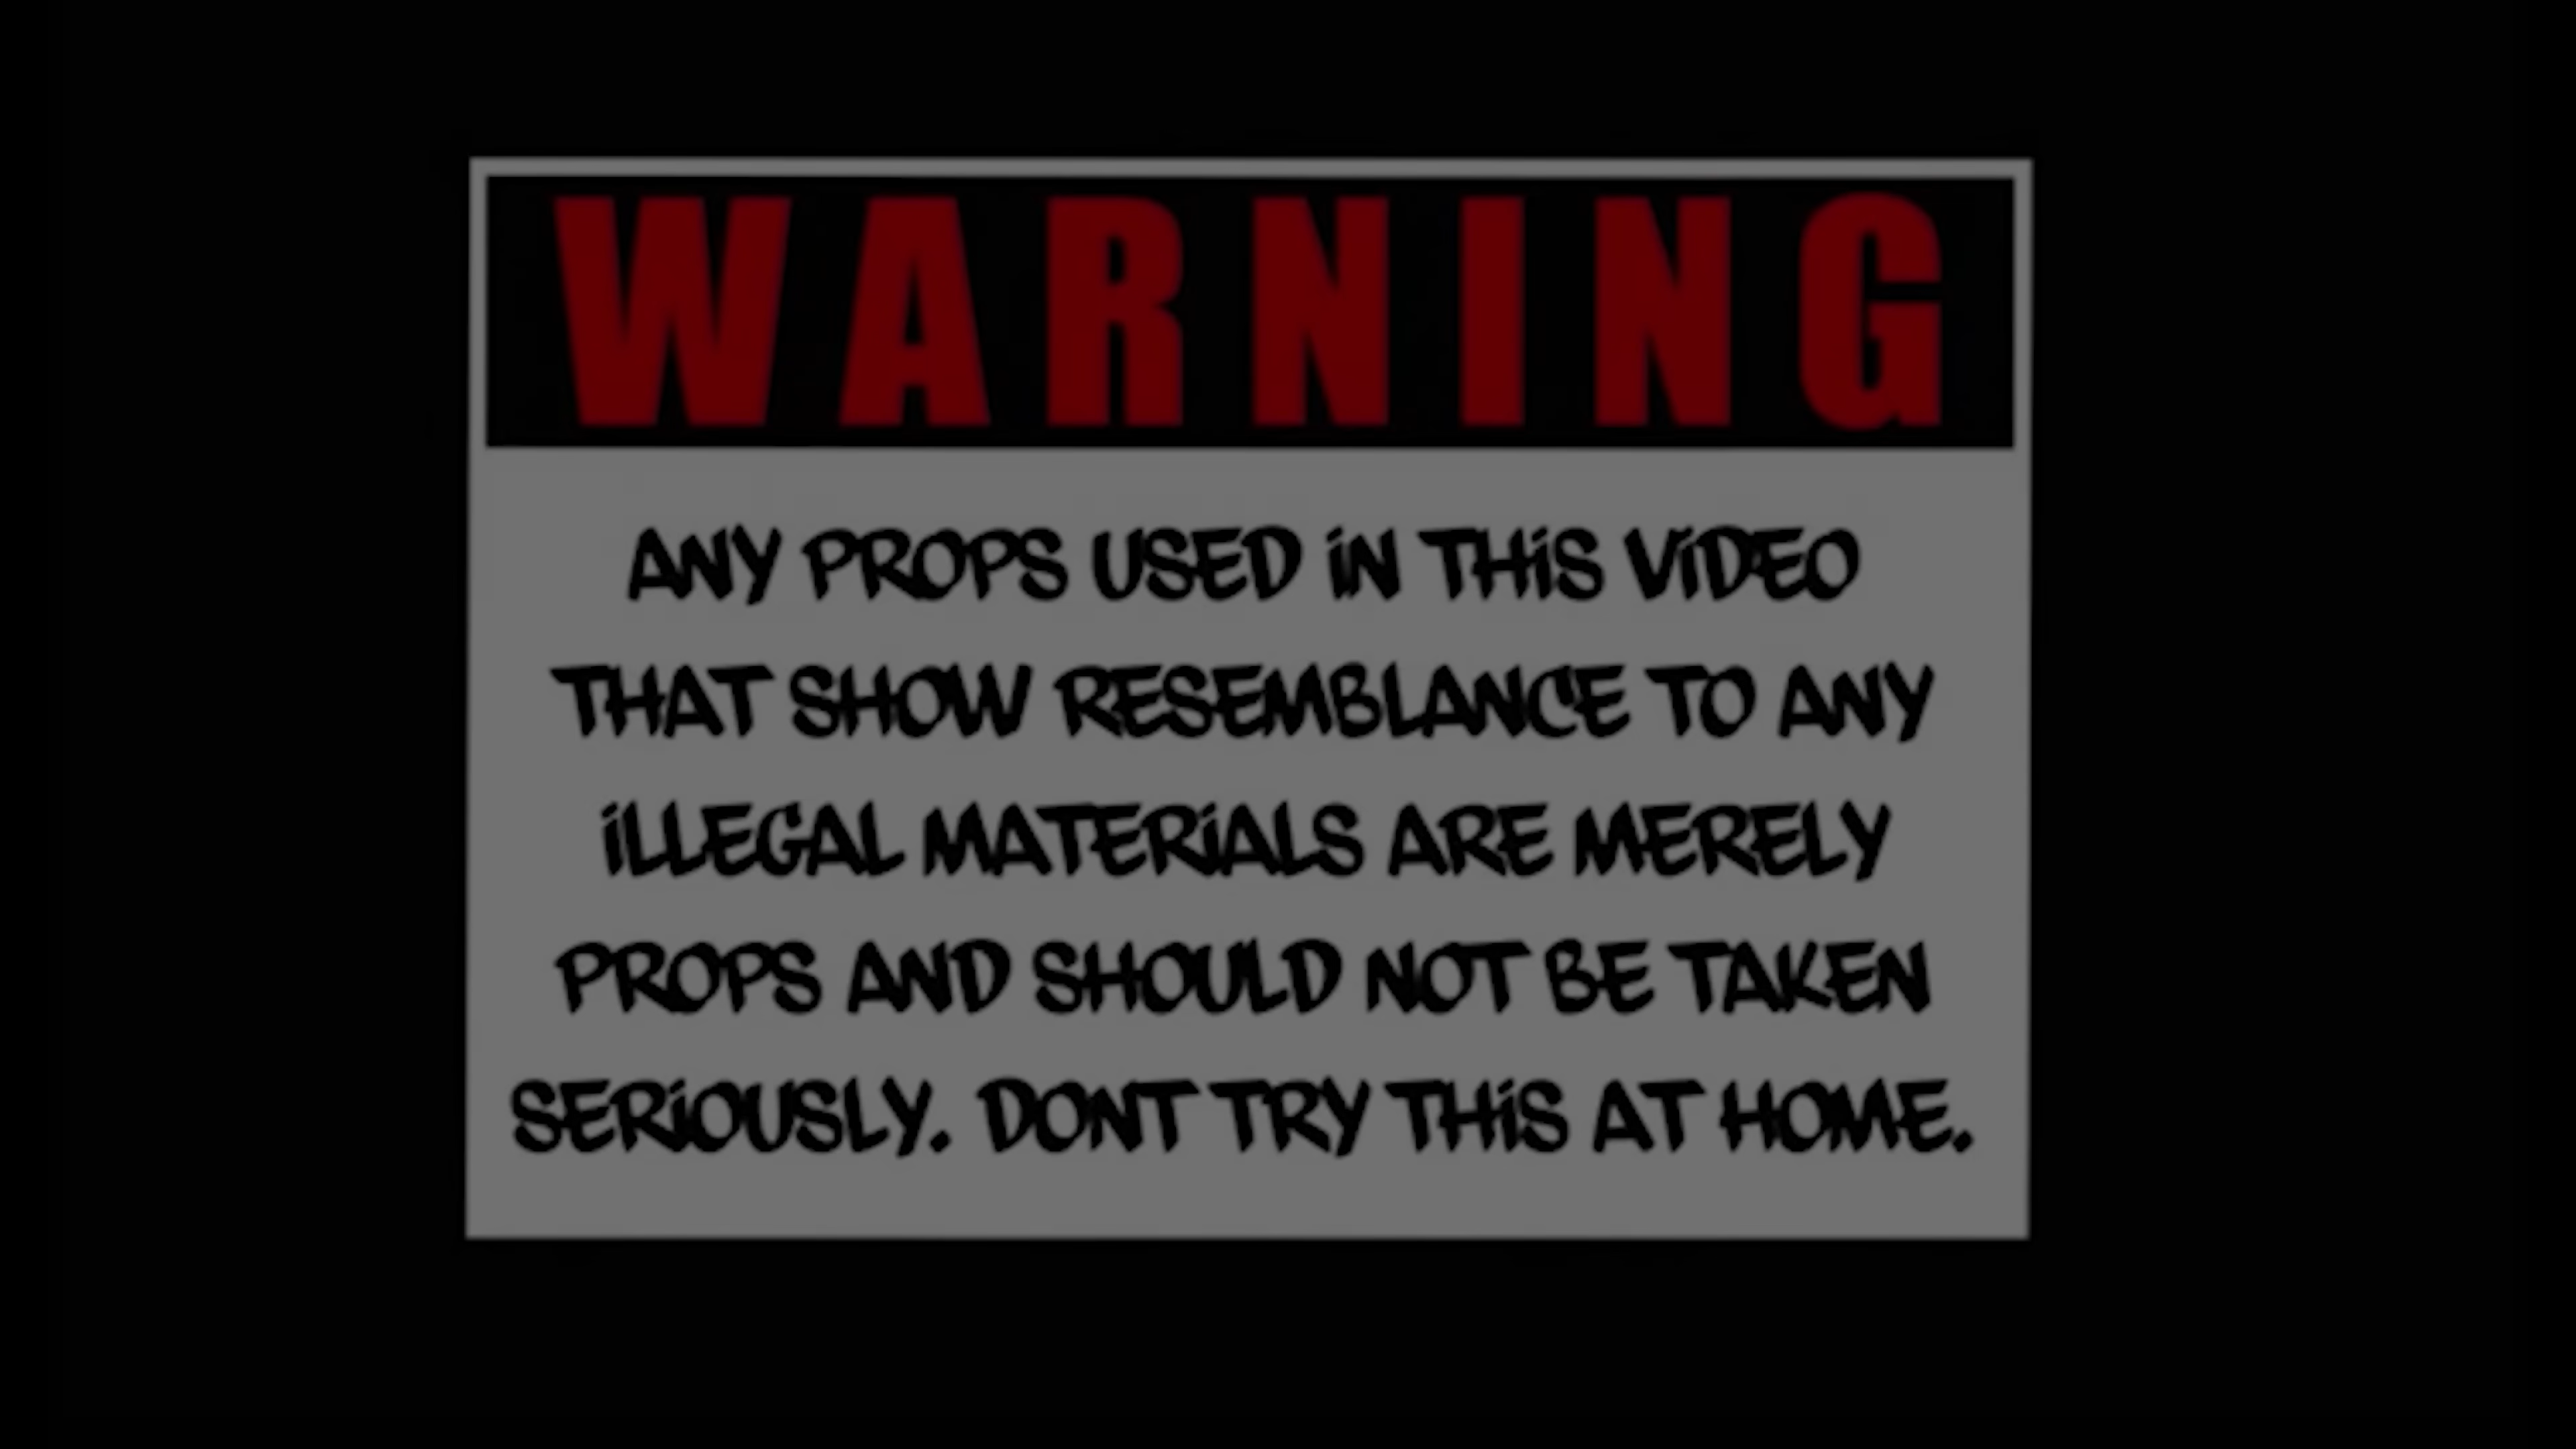 WARNING
ANY PROPS USED iN THiS ViDEO
THAT SHOW RESEMBLANCE TO ANY
iLLEGAL MATERiALS ARE MERELY
PROPS AND SHOULD NOT BE TAKEN
SERiOUSLY. DONT TRY THiS AT HOME.